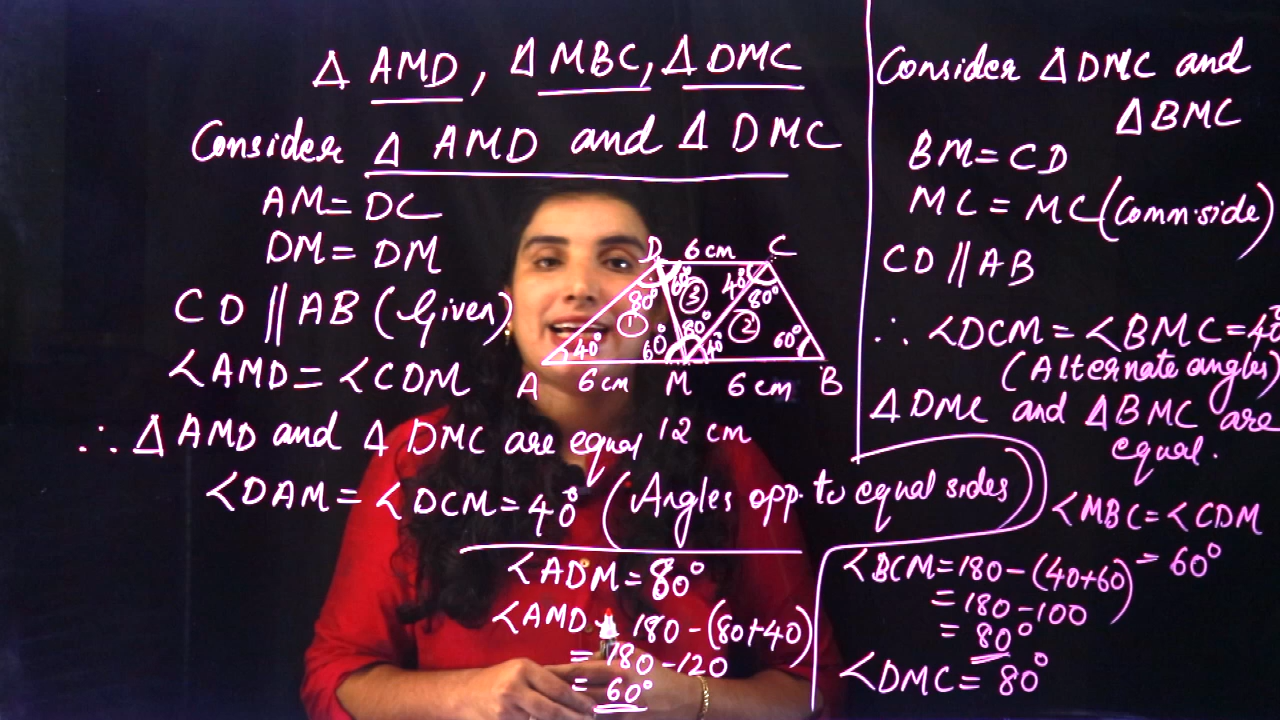 Δ AMD, Δ MBC, Δ DMC
Consider Δ AMD and Δ DMC
AM = DC
DM = DM
CD || AB (Given)
∠AMD = ∠CDM
∴ Δ AMD and Δ DMC are equal
∠DAM = ∠DCM = 40° (Angles opp. to equal sides)
D 6 cm C
80° 60° 40° 80°
① ③ ②
40° 60° 80° 40° 60°
A 6 cm M 6 cm B
12 cm
∠ADM = 80°
∠AMD = 180 - (80+40)
= 180 - 120
= 60°
Consider Δ DMC and
Δ BMC
BM = CD
MC = MC (Comm. side)
CD || AB
∴ ∠DCM = ∠BMC = 40°
(Alternate angles)
Δ DMC and Δ BMC are
equal.
∠MBC = ∠CDM
= 60°
∠BCM = 180 - (40+60)
= 180 - 100
= 80°
∠DMC = 80°